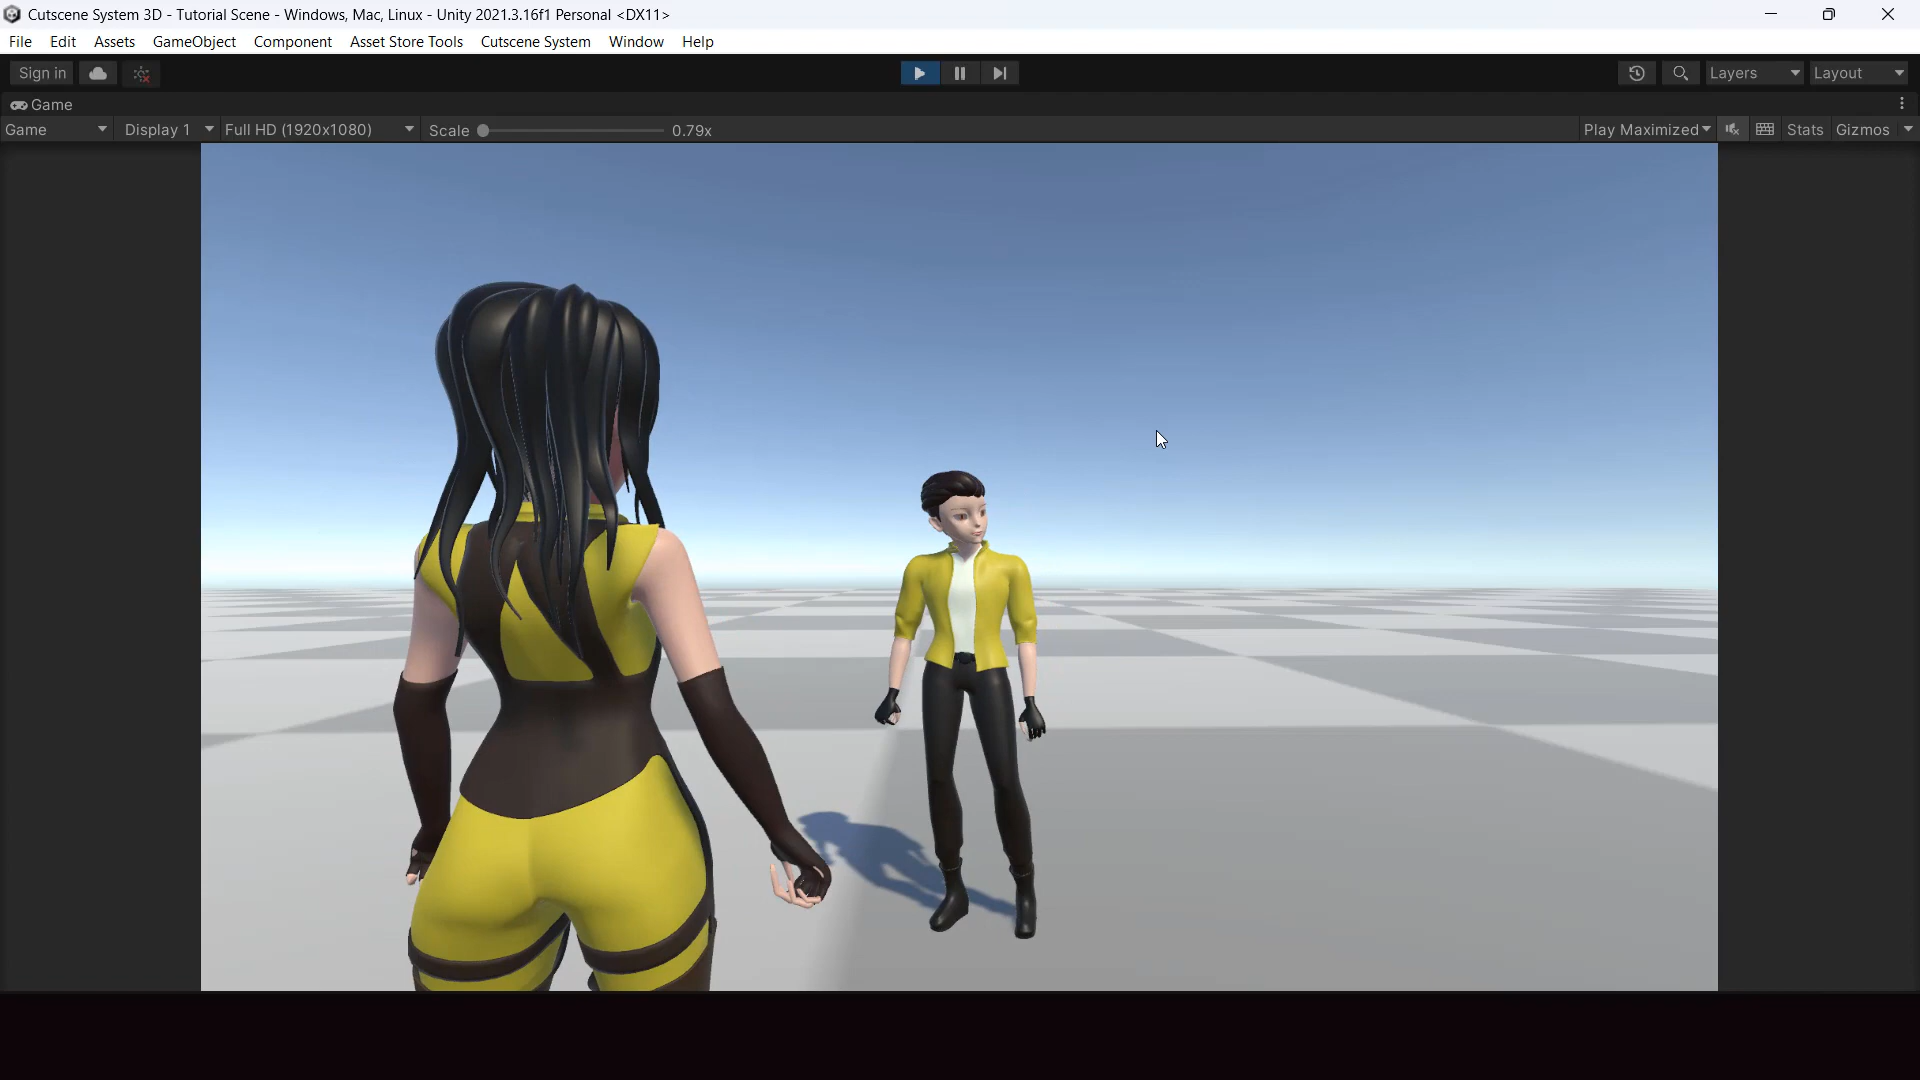 Cutscene System 3D - Tutorial Scene - Windows, Mac, Linux - Unity 2021.3.16f1 Personal <DX11>
File Edit Assets GameObject Component Asset Store Tools Cutscene System Window Help
Sign in Layers Layout
Game
Game Display 1 Full HD (1920x1080) Scale 0.79x Play Maximized Stats Gizmos